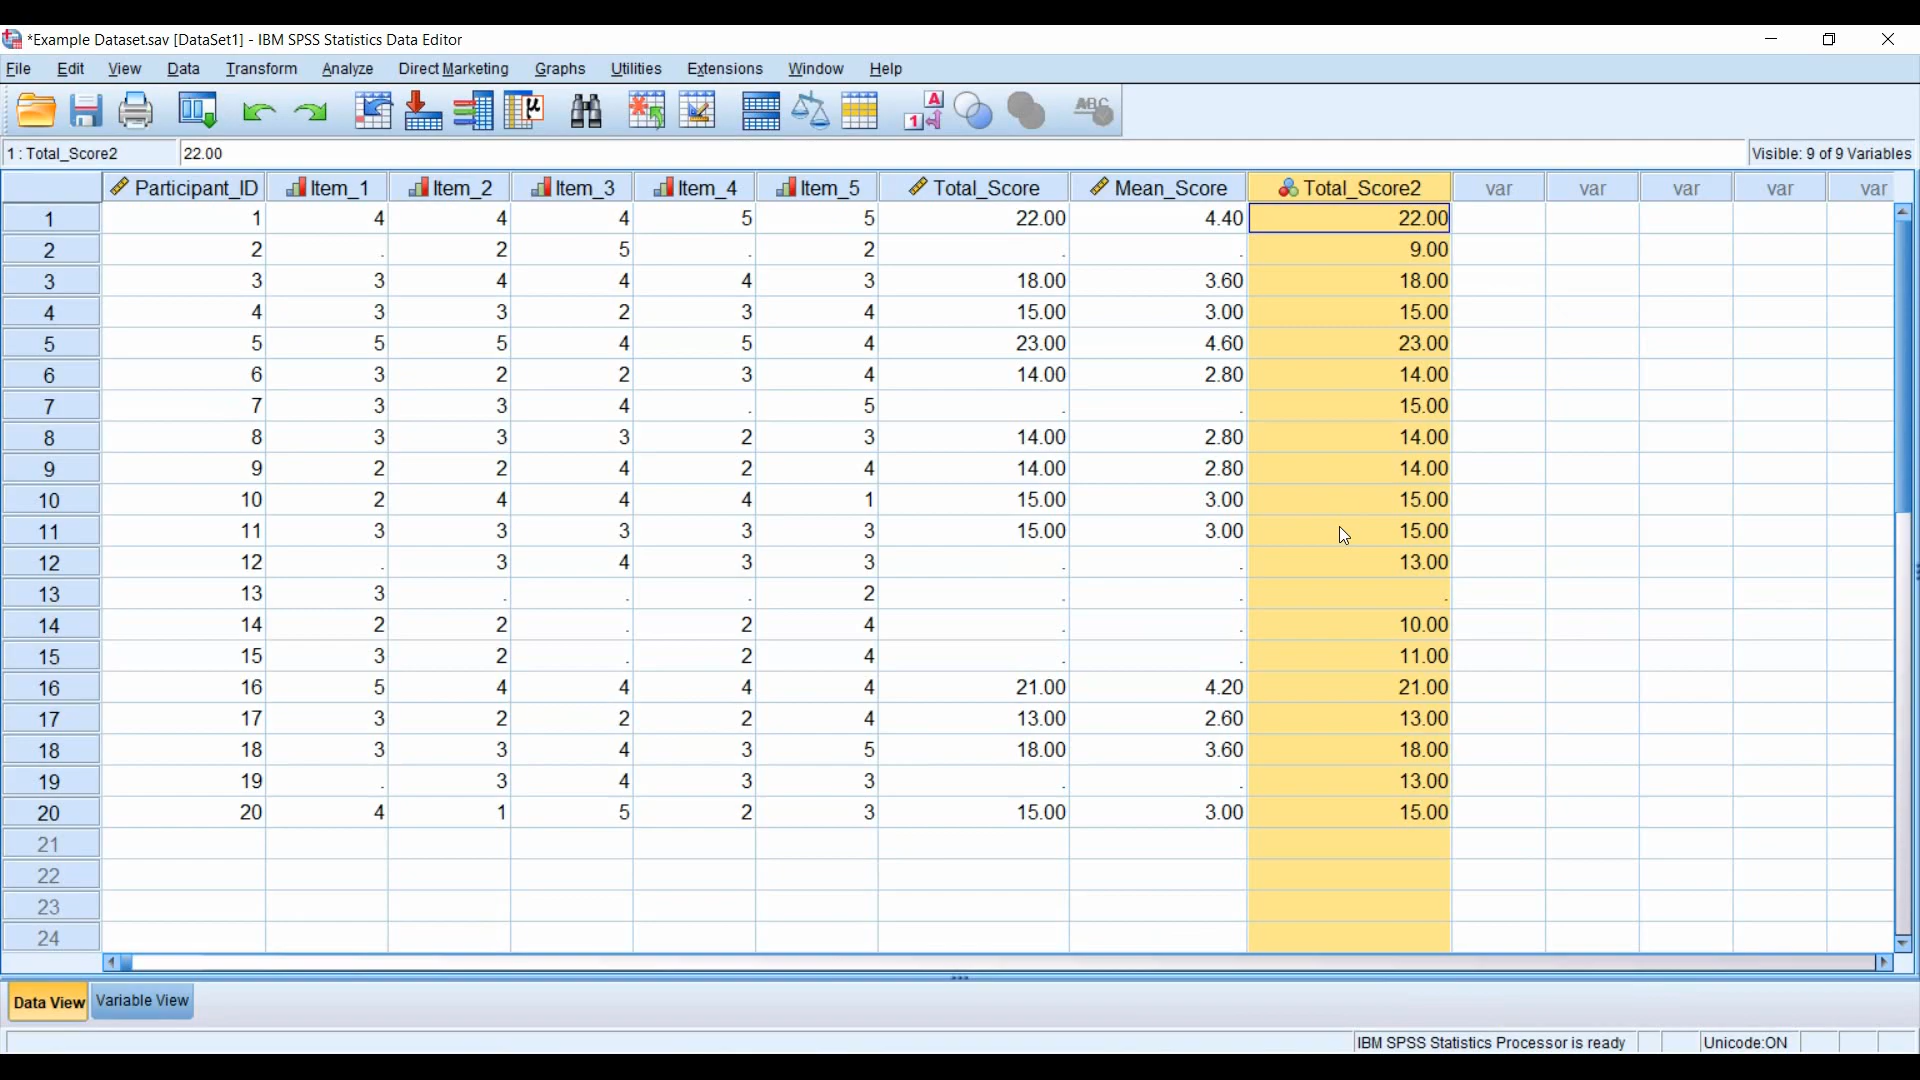 *Example Dataset.sav [DataSet1] - IBM SPSS Statistics Data Editor
File Edit View Data Transform Analyze Direct Marketing Graphs Utilities Extensions Window Help
1 : Total_Score2 22.00 Visible: 9 of 9 Variables
Participant_ID Item_1 Item_2 Item_3 Item_4 Item_5 Total_Score Mean_Score Total_Score2 var var var var var
1 1 4 4 4 5 5 22.00 4.40 22.00
2 2 . 2 5 . 2 . . 9.00
3 3 3 4 4 4 3 18.00 3.60 18.00
4 4 3 3 2 3 4 15.00 3.00 15.00
5 5 5 5 4 5 4 23.00 4.60 23.00
6 6 3 2 2 3 4 14.00 2.80 14.00
7 7 3 3 4 . 5 . . 15.00
8 8 3 3 3 2 3 14.00 2.80 14.00
9 9 2 2 4 2 4 14.00 2.80 14.00
10 10 2 4 4 4 1 15.00 3.00 15.00
11 11 3 3 3 3 3 15.00 3.00 15.00
12 12 . 3 4 3 3 . . 13.00
13 13 3 . . . 2 . . .
14 14 2 2 . 2 4 . . 10.00
15 15 3 2 . 2 4 . . 11.00
16 16 5 4 4 4 4 21.00 4.20 21.00
17 17 3 2 2 2 4 13.00 2.60 13.00
18 18 3 3 4 3 5 18.00 3.60 18.00
19 19 . 3 4 3 3 . . 13.00
20 20 4 1 5 2 3 15.00 3.00 15.00
21
22
23
24
Data View Variable View
IBM SPSS Statistics Processor is ready Unicode:ON